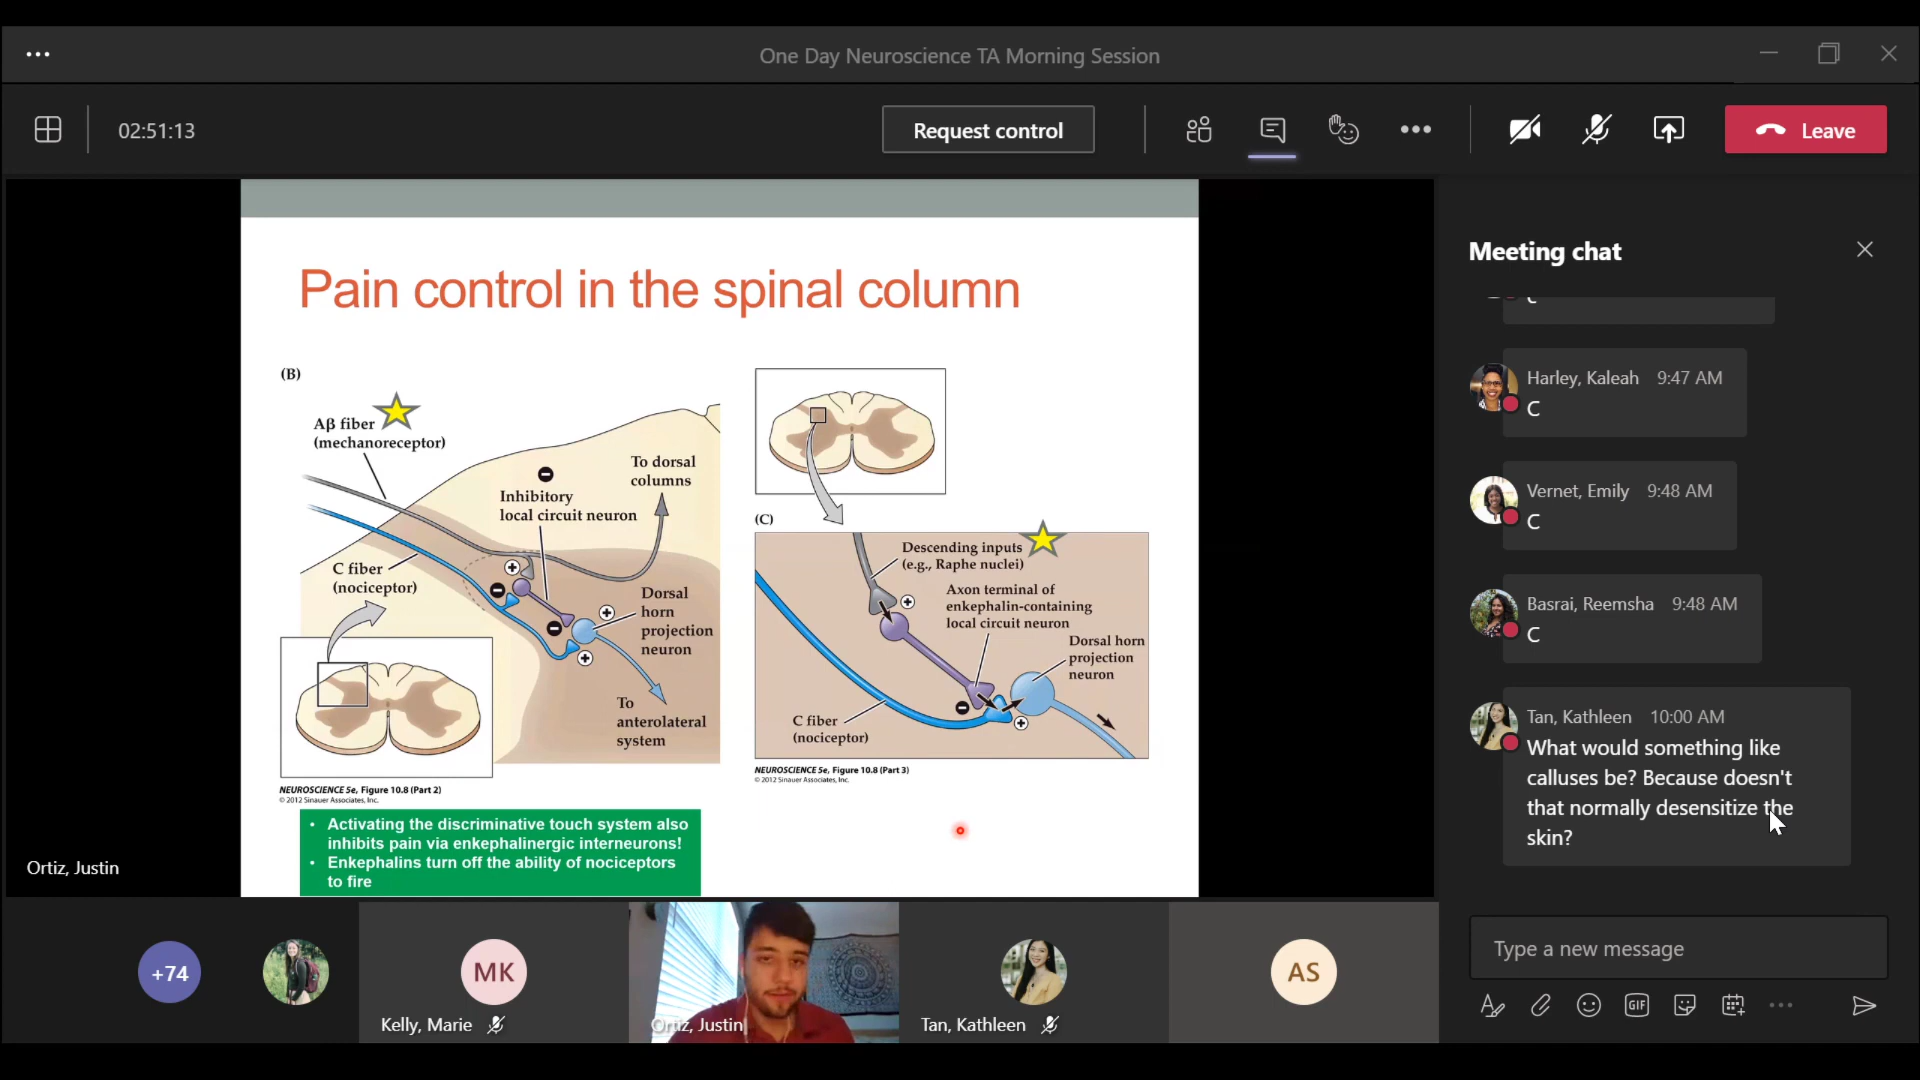 One Day Neuroscience TA Morning Session
02:51:13
Request control
Leave
Pain control in the spinal column
(B)
Aβ fiber
(mechanoreceptor)
To dorsal
columns
Inhibitory
local circuit neuron
C fiber
(nociceptor)
Dorsal
horn
projection
neuron
To
anterolateral
system
NEUROSCIENCE 5e, Figure 10.8 (Part 2)
© 2012 Sinauer Associates, Inc.
(C)
Descending inputs
(e.g., Raphe nuclei)
Axon terminal of
enkephalin-containing
local circuit neuron
Dorsal horn
projection
neuron
C fiber
(nociceptor)
NEUROSCIENCE 5e, Figure 10.8 (Part 3)
© 2012 Sinauer Associates, Inc.
• Activating the discriminative touch system also
inhibits pain via enkephalinergic interneurons!
• Enkephalins turn off the ability of nociceptors
to fire
Ortiz, Justin
+74
MK
Kelly, Marie
Ortiz, Justin
Tan, Kathleen
AS
Meeting chat
Harley, Kaleah 9:47 AM
C
Vernet, Emily 9:48 AM
C
Basrai, Reemsha 9:48 AM
C
Tan, Kathleen 10:00 AM
What would something like
calluses be? Because doesn't
that normally desensitize the
skin?
Type a new message
GIF